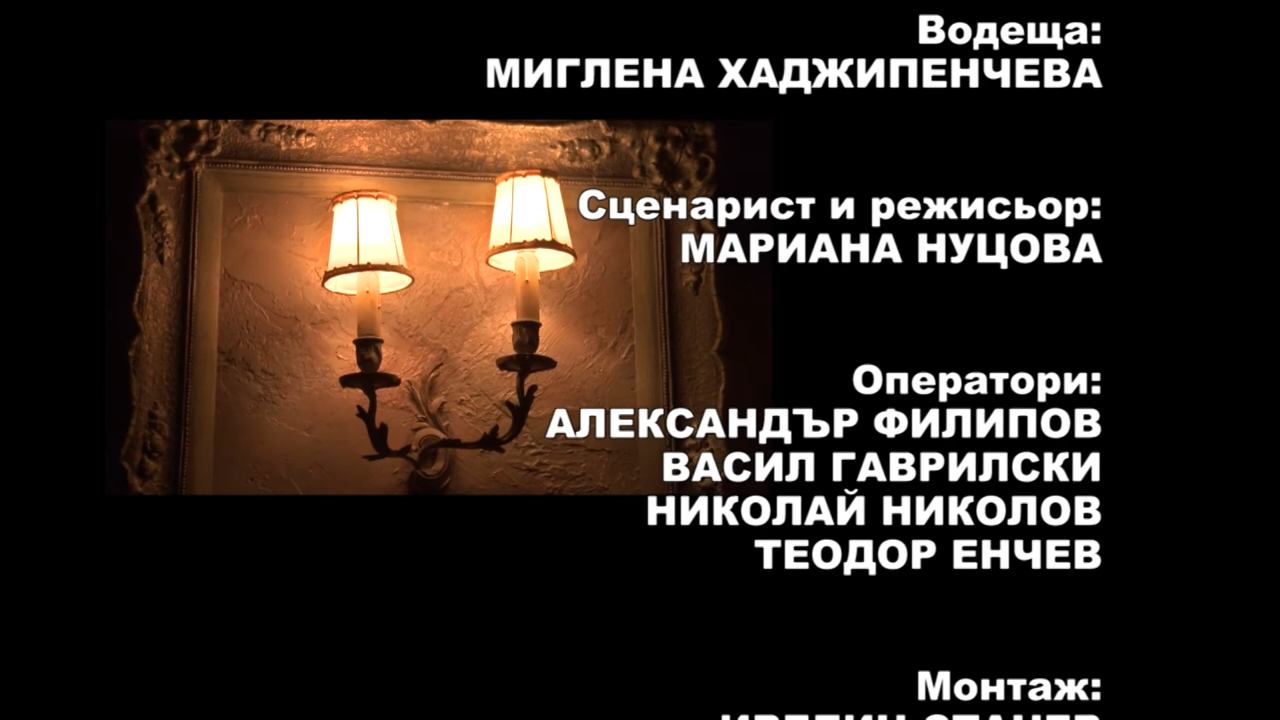 Водеща:
МИГЛЕНА ХАДЖИПЕНЧЕВА
Сценарист и режисьор:
МАРИАНА НУЦОВА
Оператори:
АЛЕКСАНДЪР ФИЛИПОВ
ВАСИЛ ГАВРИЛСКИ
НИКОЛАЙ НИКОЛОВ
ТЕОДОР ЕНЧЕВ
Монтаж: